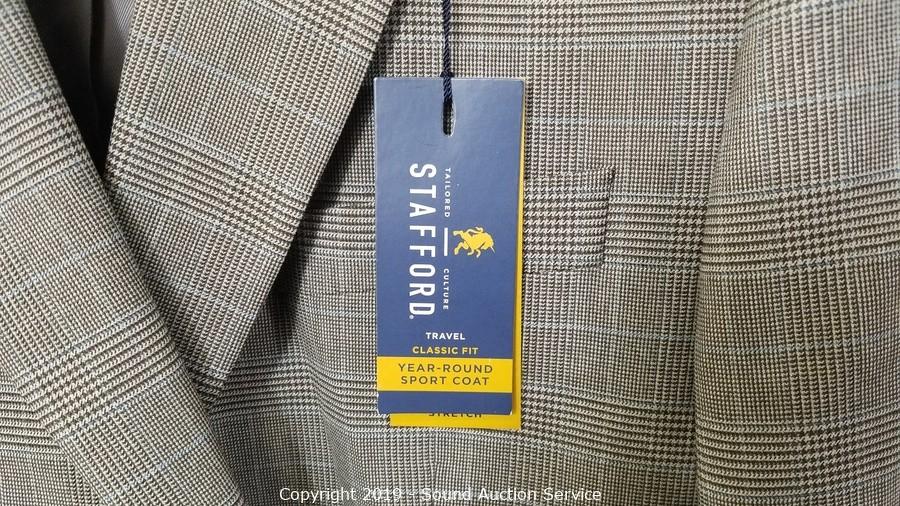 TAILORED CULTURE
STAFFORD®
TRAVEL
CLASSIC FIT
YEAR-ROUND
SPORT COAT
STRETCH
Copyright 2019 - Sound Auction Service